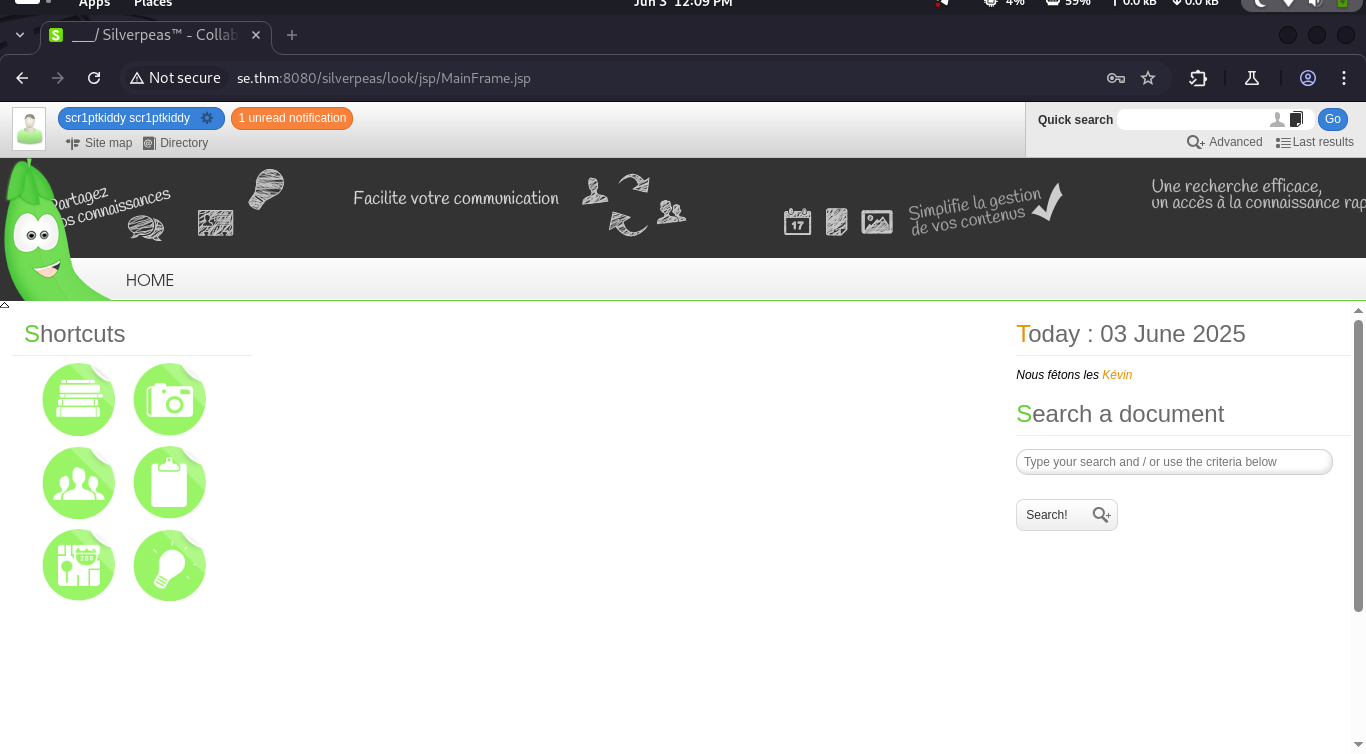 Apps Places Jun 3 12:09 PM 4% 59% 0.0 kB 0.0 kB
___/ Silverpeas™ - Collab
Not secure se.thm:8080/silverpeas/look/jsp/MainFrame.jsp
scr1ptkiddy scr1ptkiddy 1 unread notification Quick search Go
Site map Directory Advanced Last results
Partagez
vos connaissances
Facilite votre communication
17
Simplifie la gestion
de vos contenus
Une recherche efficace,
un accès à la connaissance rap
HOME
Shortcuts
Today : 03 June 2025
Nous fêtons les Kévin
Search a document
Type your search and / or use the criteria below
Search!